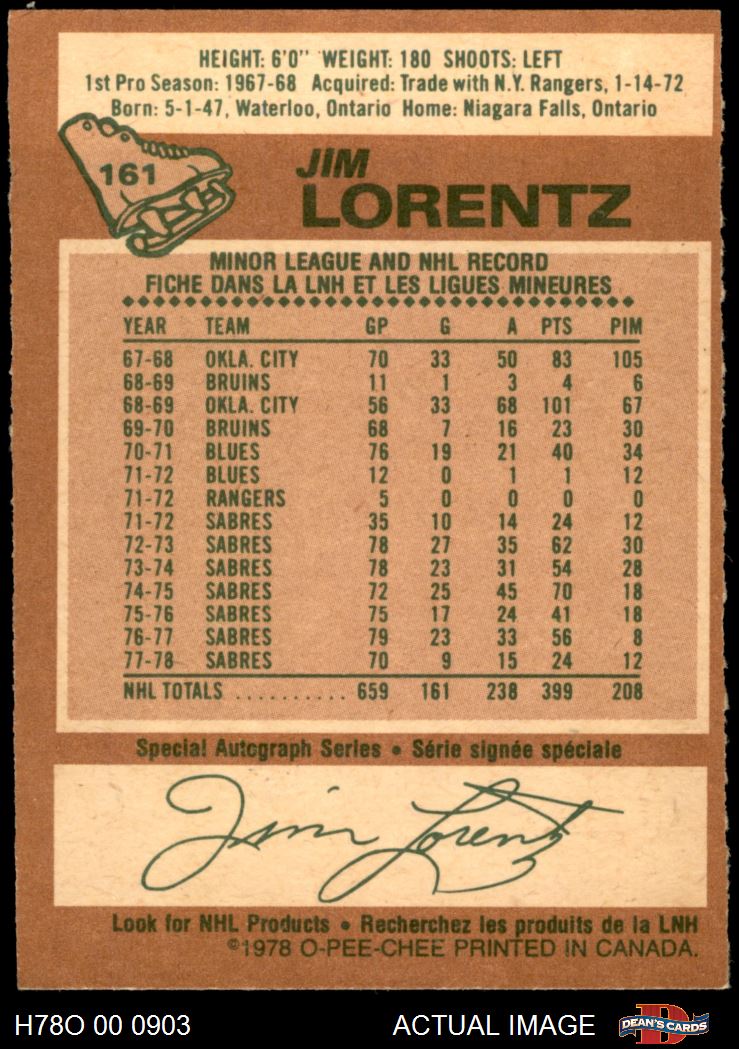 HEIGHT: 6'0" WEIGHT: 180 SHOOTS: LEFT
1st Pro Season: 1967-68 Acquired: Trade with N.Y. Rangers, 1-14-72
Born: 5-1-47, Waterloo, Ontario Home: Niagara Falls, Ontario
161
JIM
LORENTZ
MINOR LEAGUE AND NHL RECORD
FICHE DANS LA LNH ET LES LIGUES MINEURES
YEAR TEAM GP G A PTS PIM
67-68 OKLA. CITY 70 33 50 83 105
68-69 BRUINS 11 1 3 4 6
68-69 OKLA. CITY 56 33 68 101 67
69-70 BRUINS 68 7 16 23 30
70-71 BLUES 76 19 21 40 34
71-72 BLUES 12 0 1 1 12
71-72 RANGERS 5 0 0 0 0
71-72 SABRES 35 10 14 24 12
72-73 SABRES 78 27 35 62 30
73-74 SABRES 78 23 31 54 28
74-75 SABRES 72 25 45 70 18
75-76 SABRES 75 17 24 41 18
76-77 SABRES 79 23 33 56 8
77-78 SABRES 70 9 15 24 12
NHL TOTALS .......... 659 161 238 399 208
Special Autograph Series • Série signée spéciale
Jim Lorentz
Look for NHL Products • Recherchez les produits de la LNH
©1978 O-PEE-CHEE PRINTED IN CANADA.
H78O 00 0903 ACTUAL IMAGE D DEAN'S CARDS